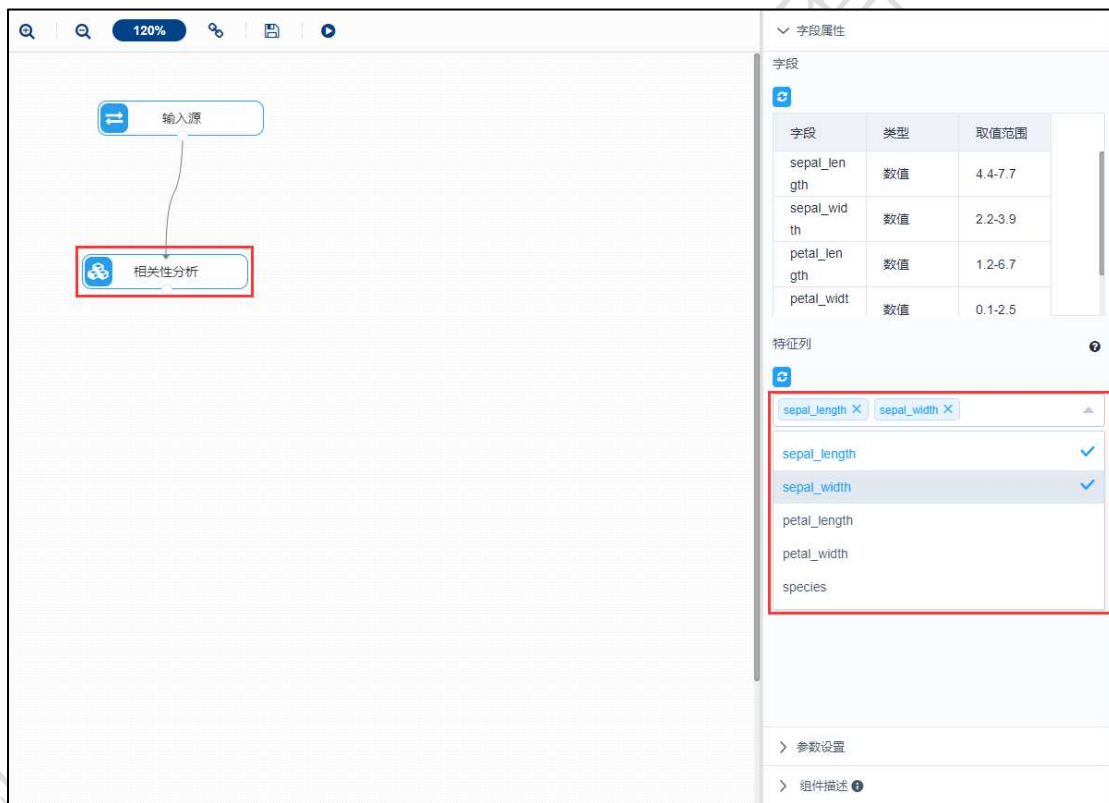 120%
输入源
相关性分析
字段属性
字段
字段 类型 取值范围
sepal_len
gth 数值 4.4-7.7
sepal_wid
th 数值 2.2-3.9
petal_len
gth 数值 1.2-6.7
petal_widt
数值 0.1-2.5
特征列
sepal_length sepal_width
sepal_length
sepal_width
petal_length
petal_width
species
参数设置
组件描述